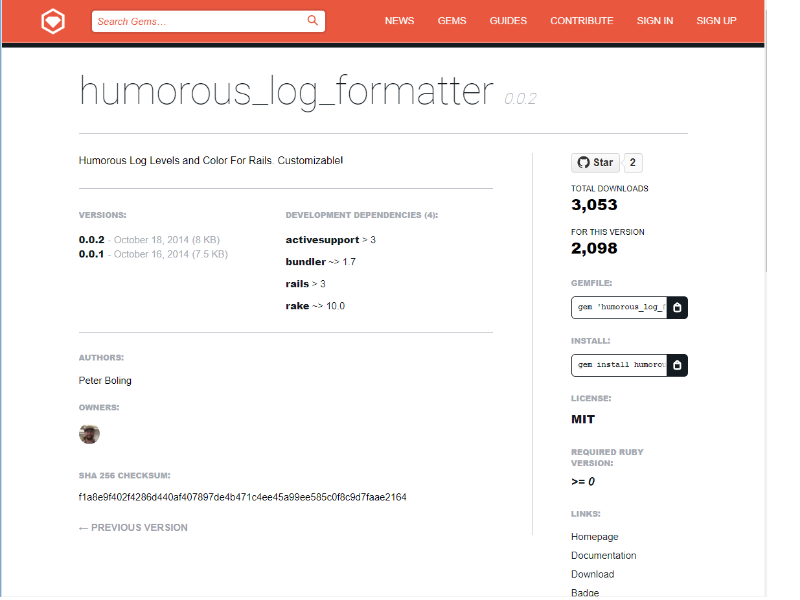 Search Gems…
NEWS GEMS GUIDES CONTRIBUTE SIGN IN SIGN UP
humorous_log_formatter 0.0.2
Humorous Log Levels and Color For Rails. Customizable!
VERSIONS:
0.0.2 - October 18, 2014 (8 KB)
0.0.1 - October 16, 2014 (7.5 KB)
DEVELOPMENT DEPENDENCIES (4):
activesupport > 3
bundler ~> 1.7
rails > 3
rake ~> 10.0
AUTHORS:
Peter Boling
OWNERS:
SHA 256 CHECKSUM:
f1a8e9f402f4286d440af407897de4b471c4ee45a99ee585c0f8c9d7faae2164
← PREVIOUS VERSION
Star 2
TOTAL DOWNLOADS
3,053
FOR THIS VERSION
2,098
GEMFILE:
gem 'humorous_log_f
INSTALL:
gem install humorou
LICENSE:
MIT
REQUIRED RUBY
VERSION:
>= 0
LINKS:
Homepage
Documentation
Download
Badge